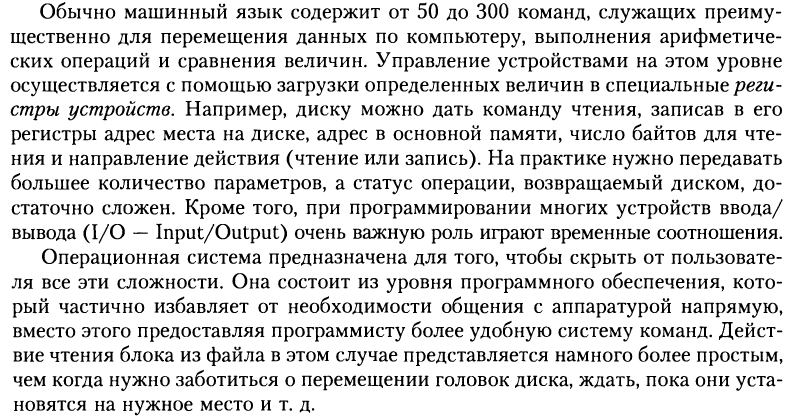 Обычно машинный язык содержит от 50 до 300 команд, служащих преиму-
щественно для перемещения данных по компьютеру, выполнения арифметиче-
ских операций и сравнения величин. Управление устройствами на этом уровне
осуществляется с помощью загрузки определенных величин в специальные реги-
стры устройств. Например, диску можно дать команду чтения, записав в его
регистры адрес места на диске, адрес в основной памяти, число байтов для чте-
ния и направление действия (чтение или запись). На практике нужно передавать
большее количество параметров, а статус операции, возвращаемый диском, до-
статочно сложен. Кроме того, при программировании многих устройств ввода/
вывода (I/O — Input/Output) очень важную роль играют временные соотношения.
Операционная система предназначена для того, чтобы скрыть от пользовате-
ля все эти сложности. Она состоит из уровня программного обеспечения, кото-
рый частично избавляет от необходимости общения с аппаратурой напрямую,
вместо этого предоставляя программисту более удобную систему команд. Дейст-
вие чтения блока из файла в этом случае представляется намного более простым,
чем когда нужно заботиться о перемещении головок диска, ждать, пока они уста-
новятся на нужное место и т. д.